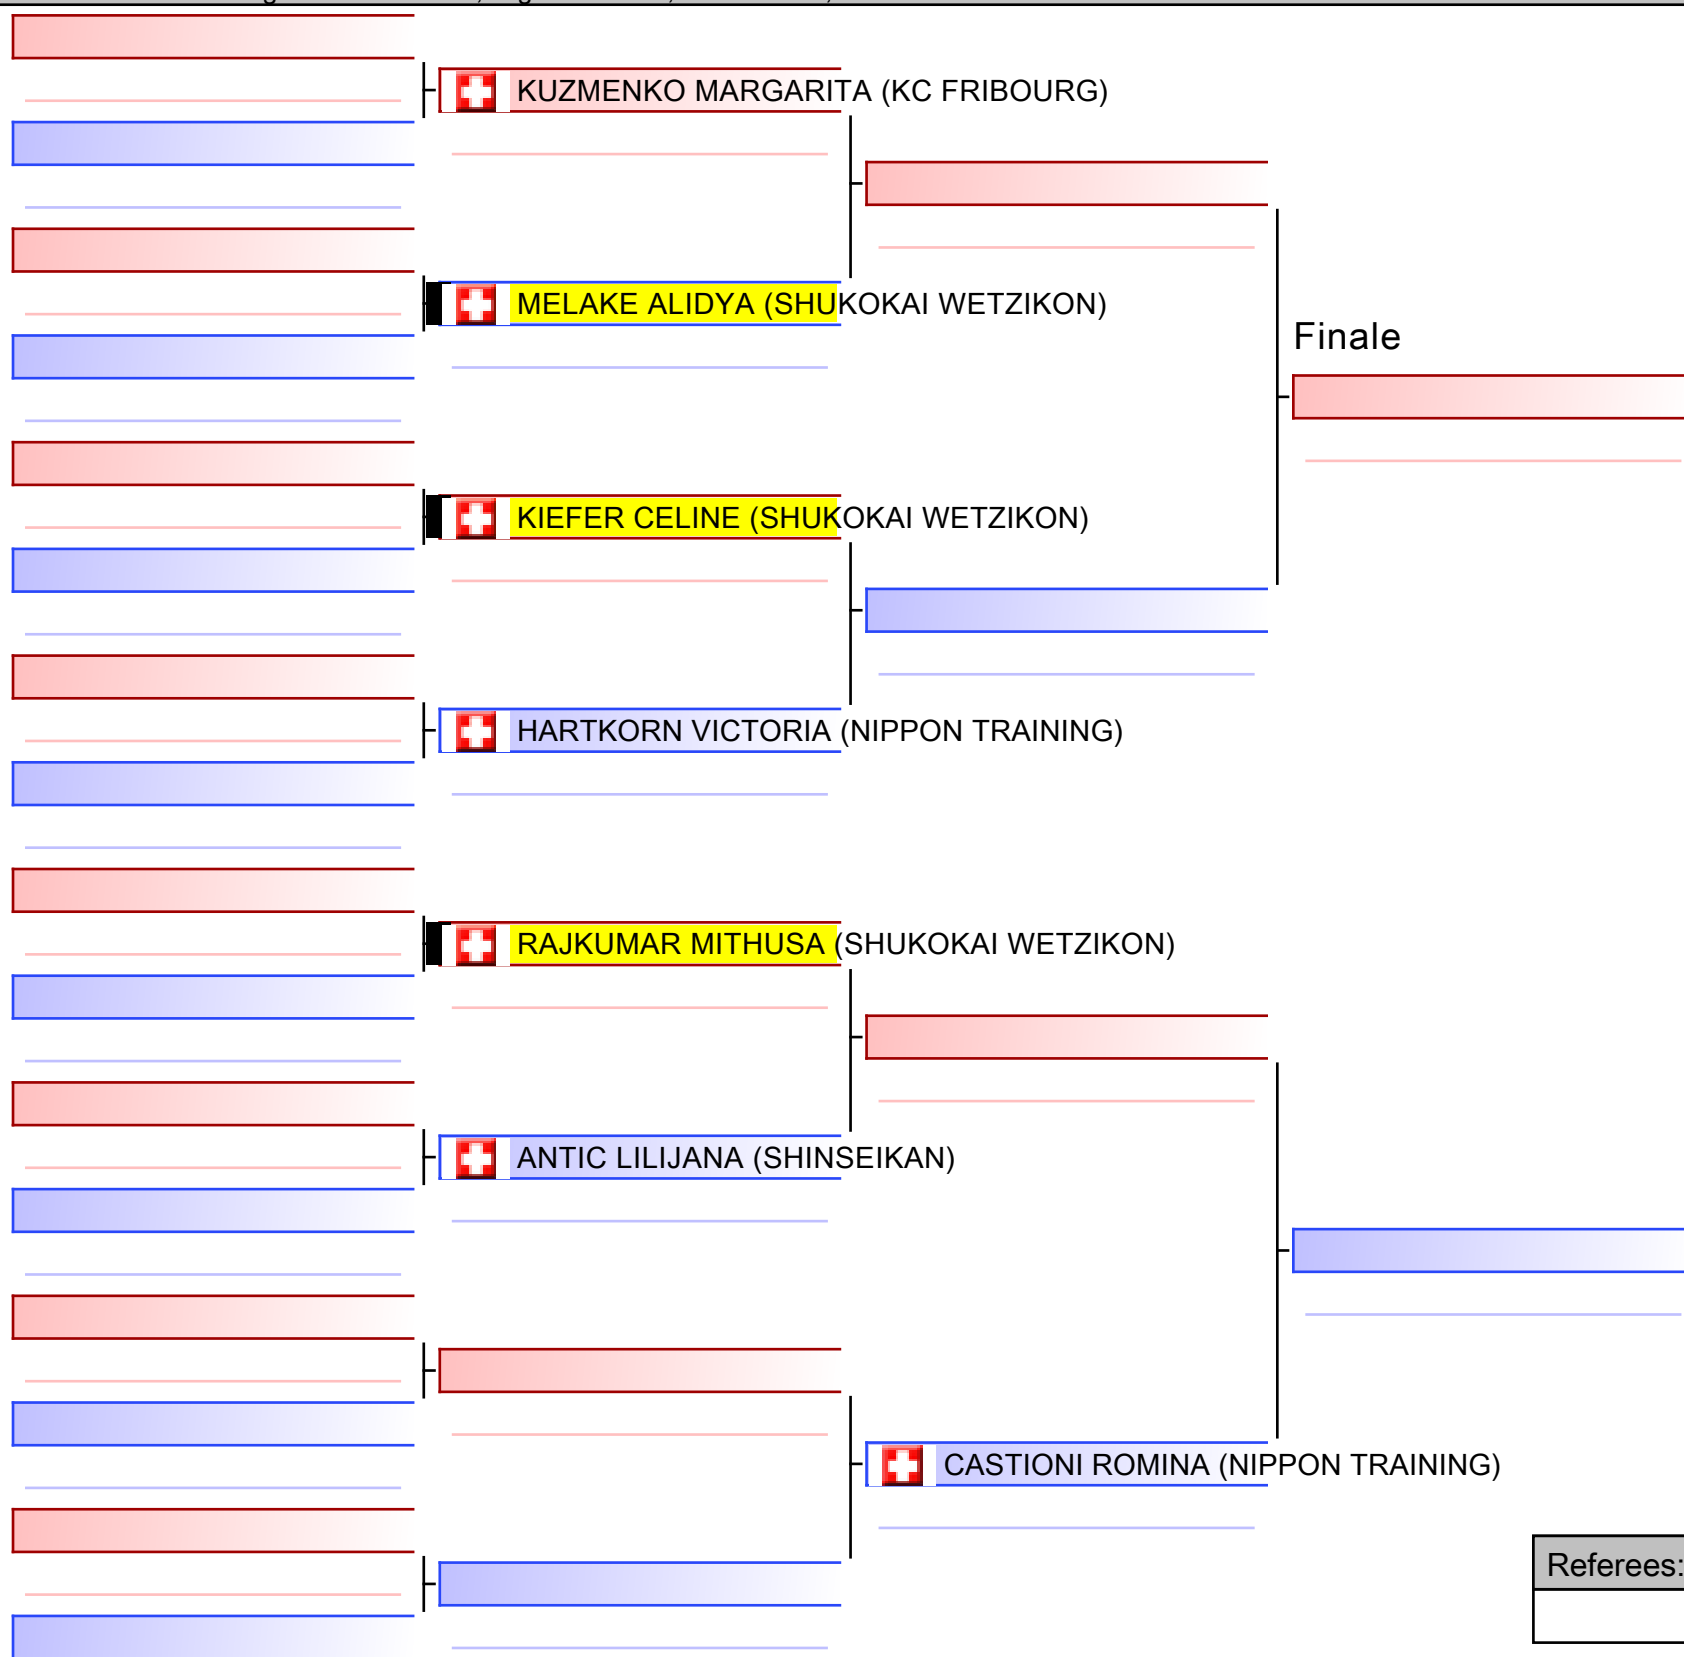 KUZMENKO MARGARITA (KC FRIBOURG)
MELAKE ALIDYA (SHUKOKAI WETZIKON)
Finale
KIEFER CELINE (SHUKOKAI WETZIKON)
HARTKORN VICTORIA (NIPPON TRAINING)
RAJKUMAR MITHUSA (SHUKOKAI WETZIKON)
ANTIC LILIJANA (SHINSEIKAN)
CASTIONI ROMINA (NIPPON TRAINING)
Referees: